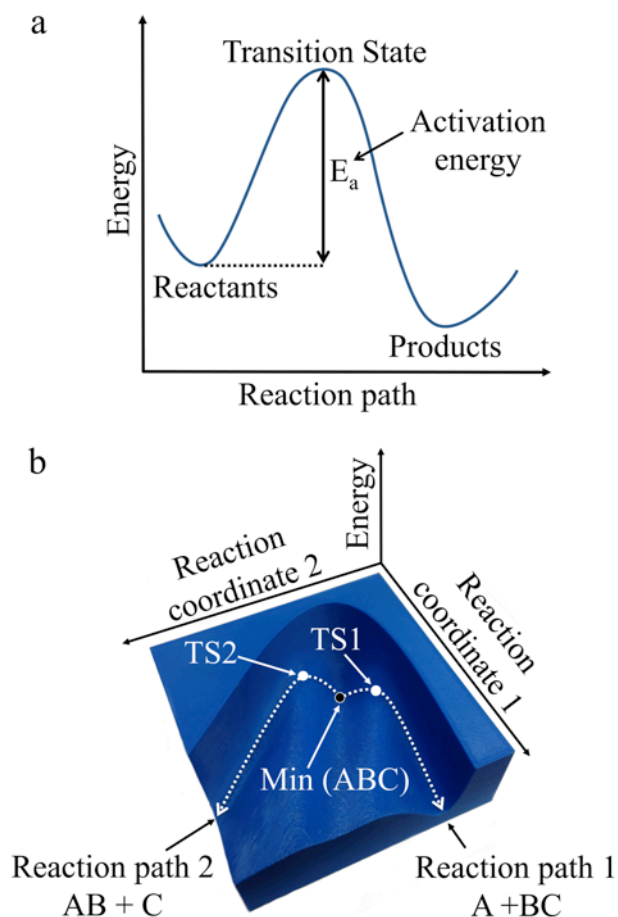 a
Transition State
Activation
energy
Eₐ
Energy
Reactants
Products
Reaction path
b
Energy
Reaction
coordinate 2
Reaction
coordinate 1
TS2
TS1
Min (ABC)
Reaction path 2
AB + C
Reaction path 1
A +BC